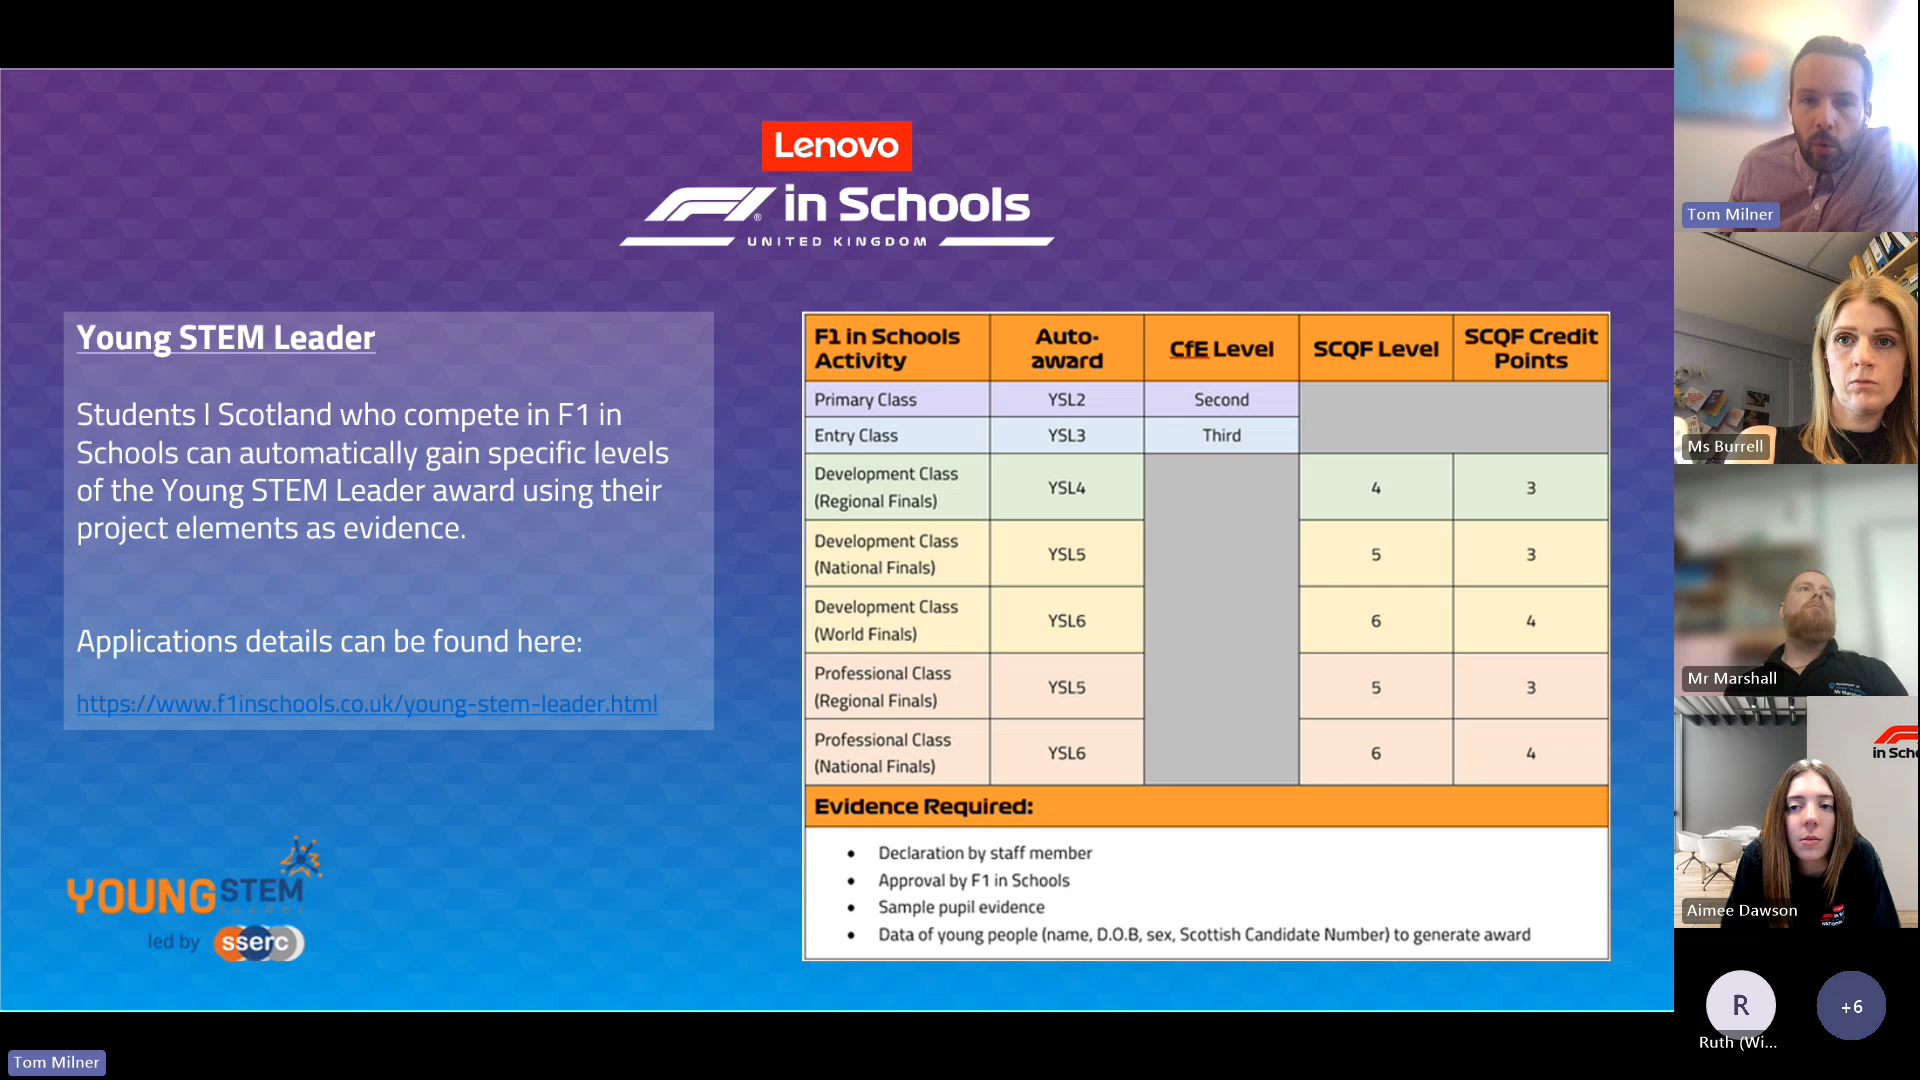 Lenovo
F1® in Schools
UNITED KINGDOM
Young STEM Leader
Students I Scotland who compete in F1 in
Schools can automatically gain specific levels
of the Young STEM Leader award using their
project elements as evidence.
Applications details can be found here:
https://www.f1inschools.co.uk/young-stem-leader.html
YOUNG STEM
leader
led by sserc
F1 in Schools Activity Auto-award CfE Level SCQF Level SCQF Credit Points
Primary Class YSL2 Second
Entry Class YSL3 Third
Development Class (Regional Finals) YSL4 4 3
Development Class (National Finals) YSL5 5 3
Development Class (World Finals) YSL6 6 4
Professional Class (Regional Finals) YSL5 5 3
Professional Class (National Finals) YSL6 6 4
Evidence Required:
• Declaration by staff member
• Approval by F1 in Schools
• Sample pupil evidence
• Data of young people (name, D.O.B, sex, Scottish Candidate Number) to generate award
Tom Milner
Ms Burrell
Mr Marshall
in Scho
Aimee Dawson
R
+6
Ruth (Wi...
Tom Milner